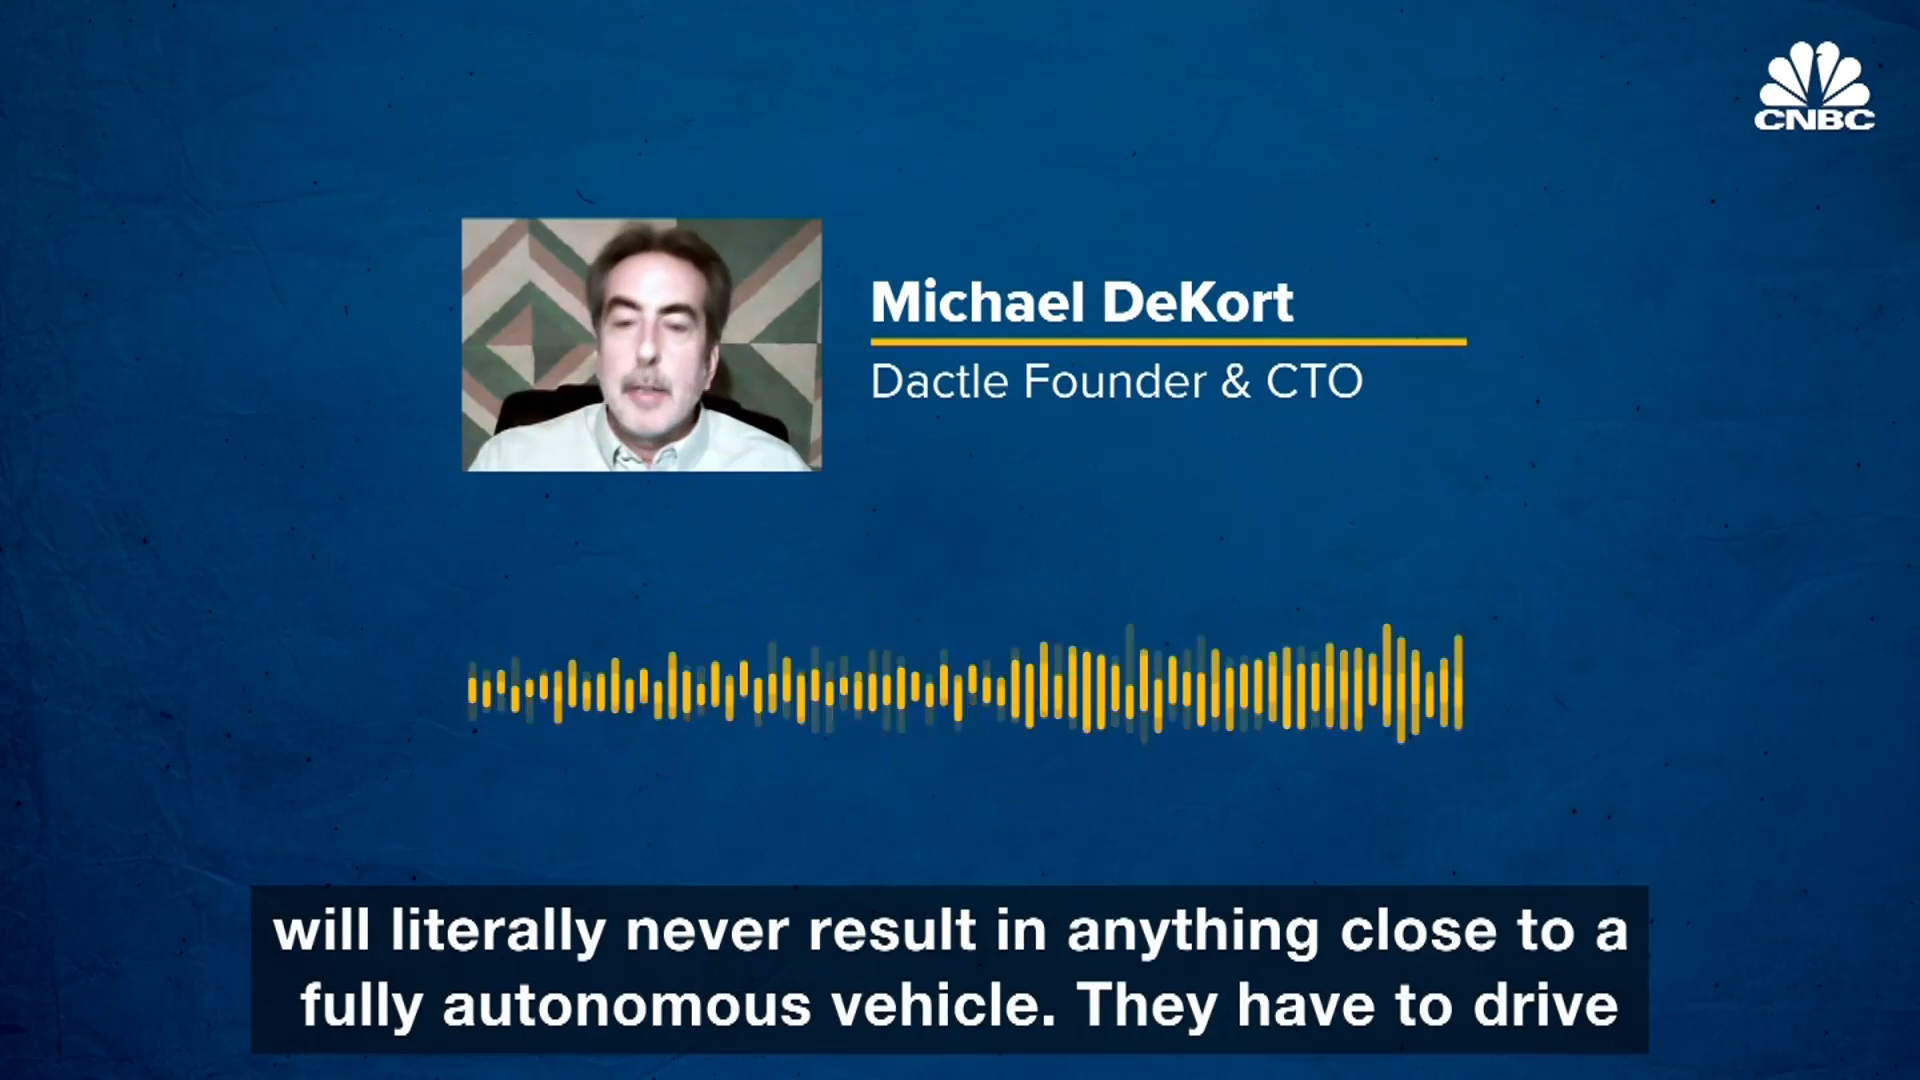 CNBC
Michael DeKort
Dactle Founder & CTO
will literally never result in anything close to a
fully autonomous vehicle. They have to drive